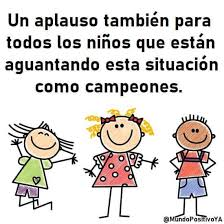 Un aplauso también para
todos los niños que están
aguantando esta situación
como campeones.
@MundoPositivoYA